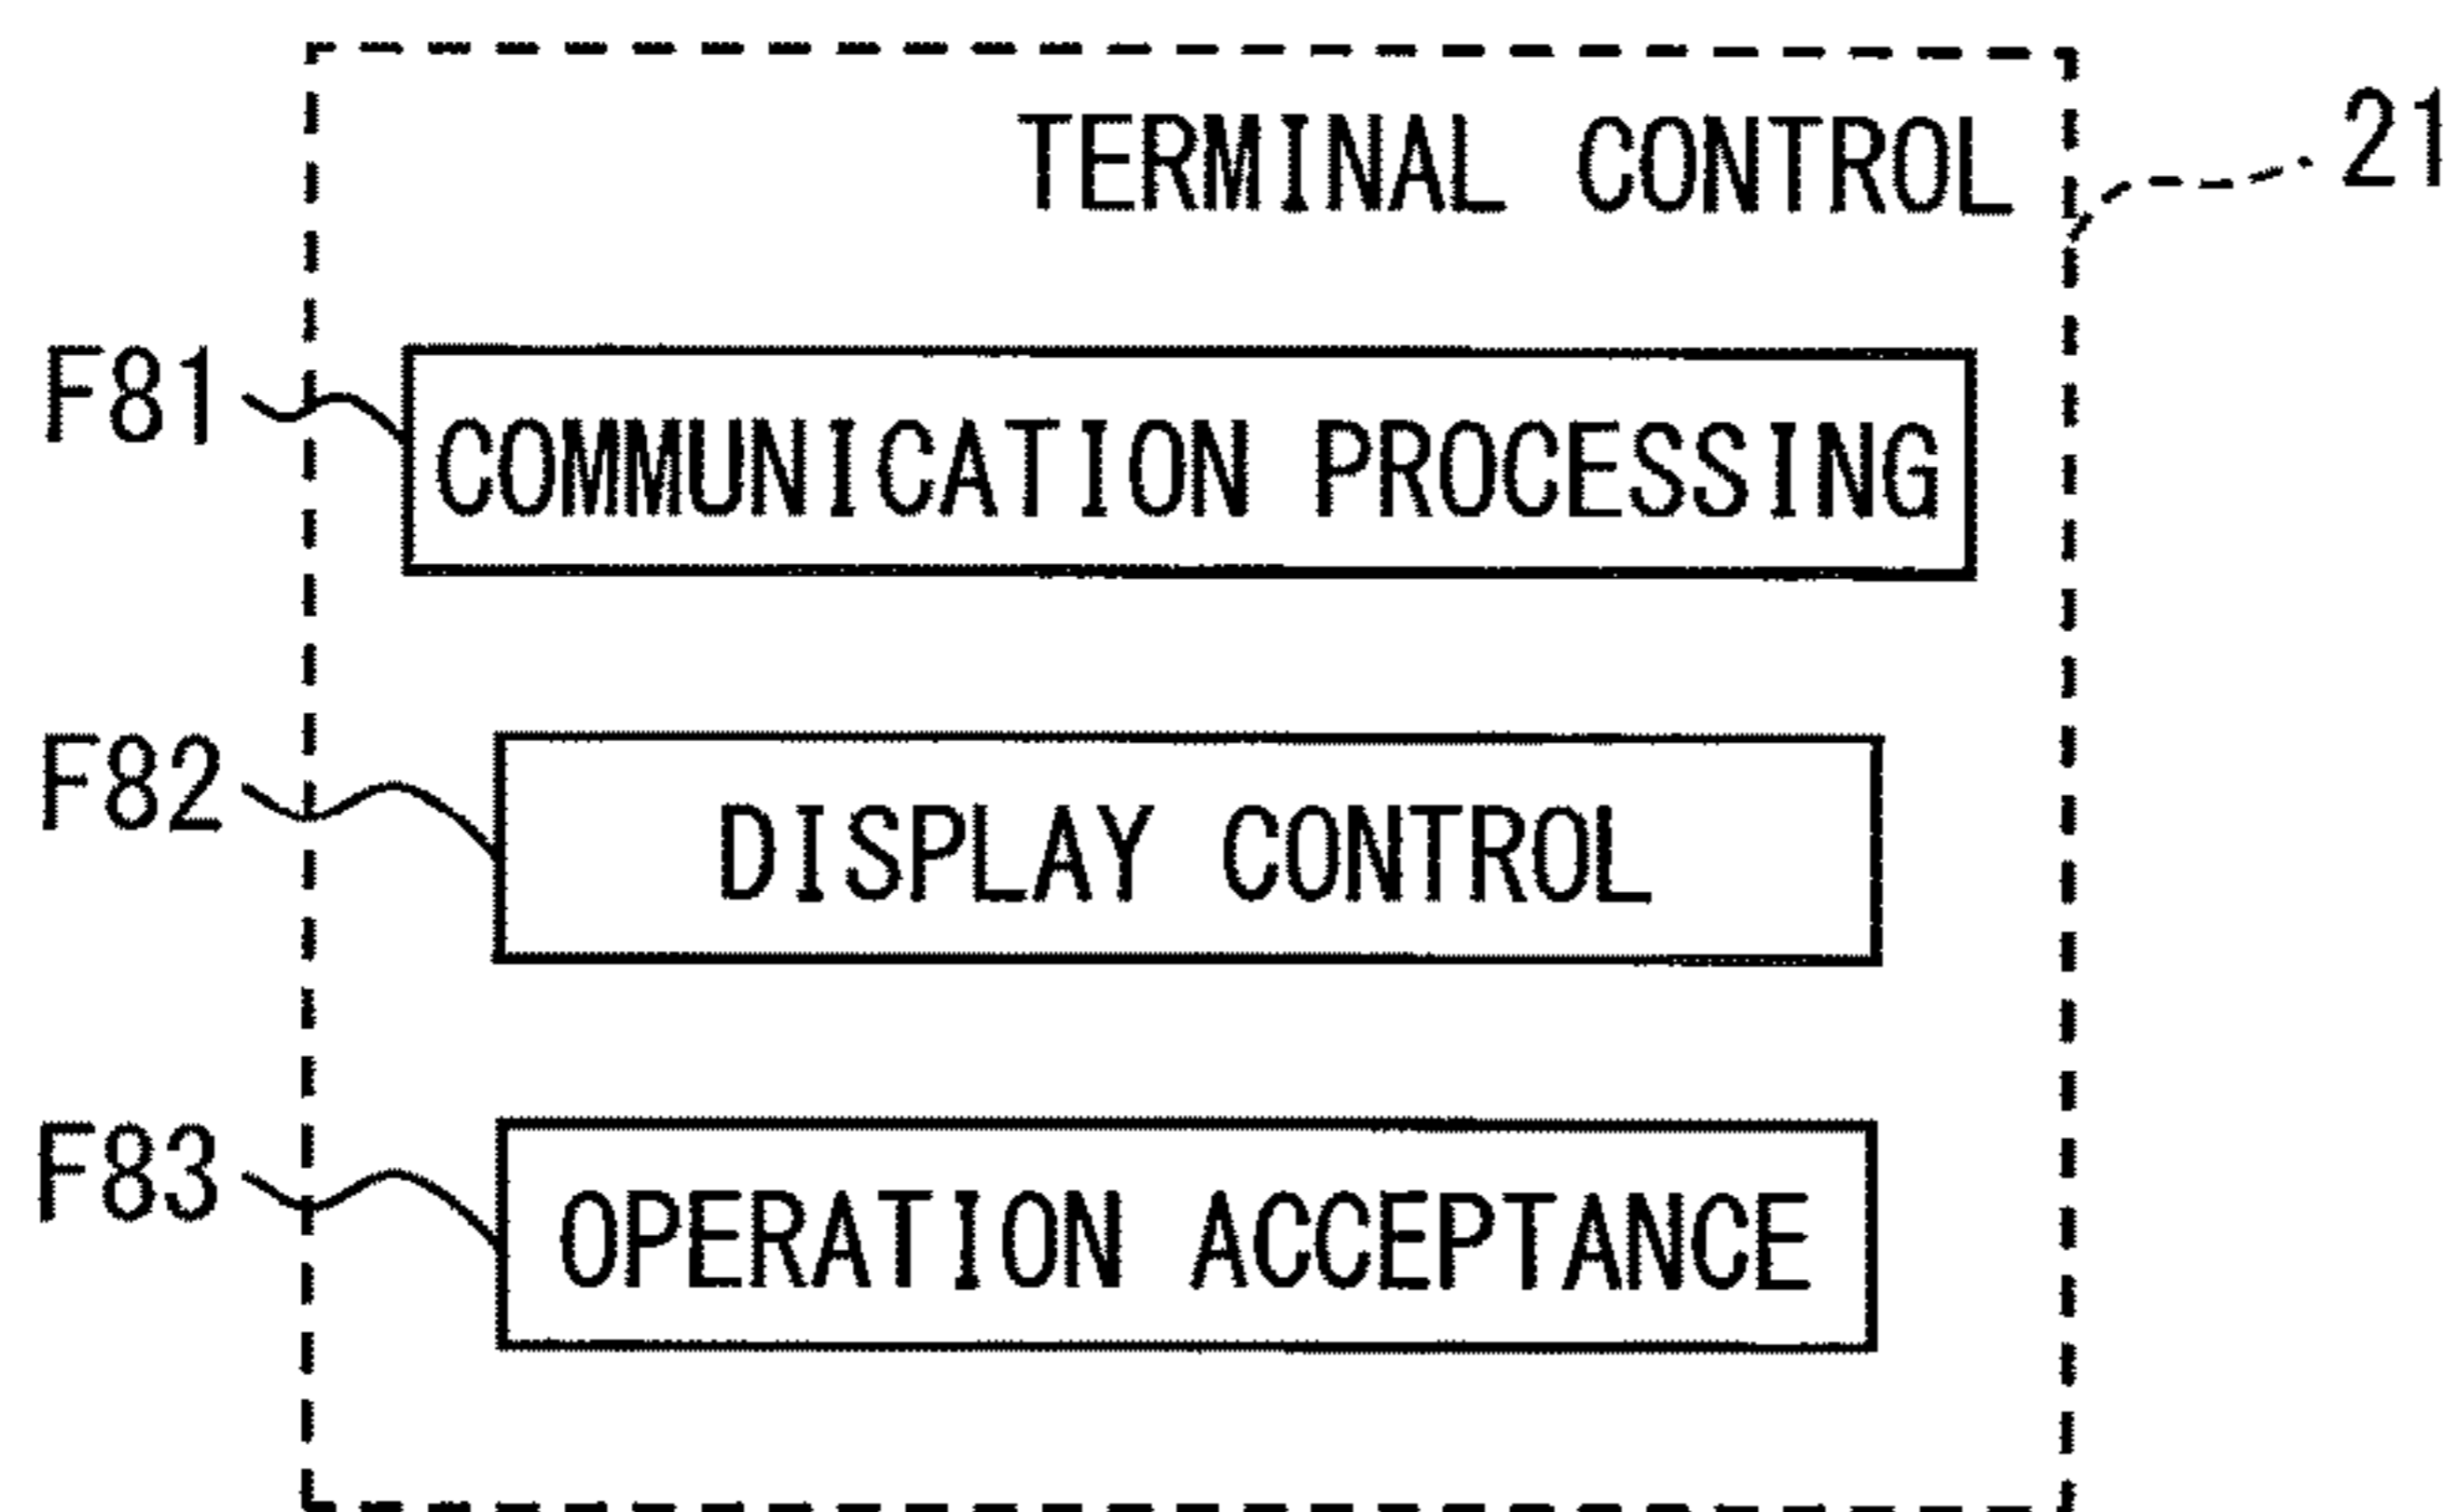 TERMINAL CONTROL
21
F81
COMMUNICATION PROCESSING
F82
DISPLAY CONTROL
F83
OPERATION ACCEPTANCE